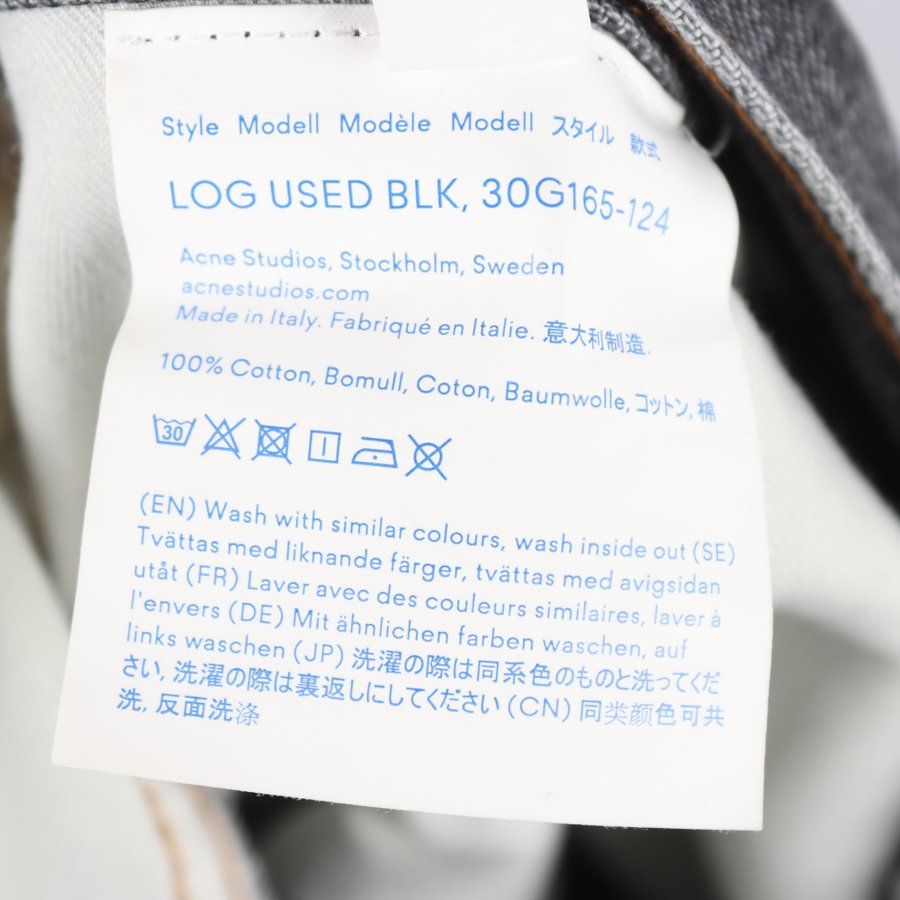 Style Modell Modèle Modell スタイル 款式
LOG USED BLK, 30G165-124
Acne Studios, Stockholm, Sweden
acnestudios.com
Made in Italy. Fabriqué en Italie. 意大利制造.
100% Cotton, Bomull, Coton, Baumwolle, コットン, 棉
30
(EN) Wash with similar colours, wash inside out (SE)
Tvättas med liknande färger, tvättas med avigsidan
utåt (FR) Laver avec des couleurs similaires, laver à
l'envers (DE) Mit ähnlichen farben waschen, auf
links waschen (JP) 洗濯の際は同系色のものと洗ってくだ
さい, 洗濯の際は裏返しにしてください (CN) 同类颜色可共
洗, 反面洗涤